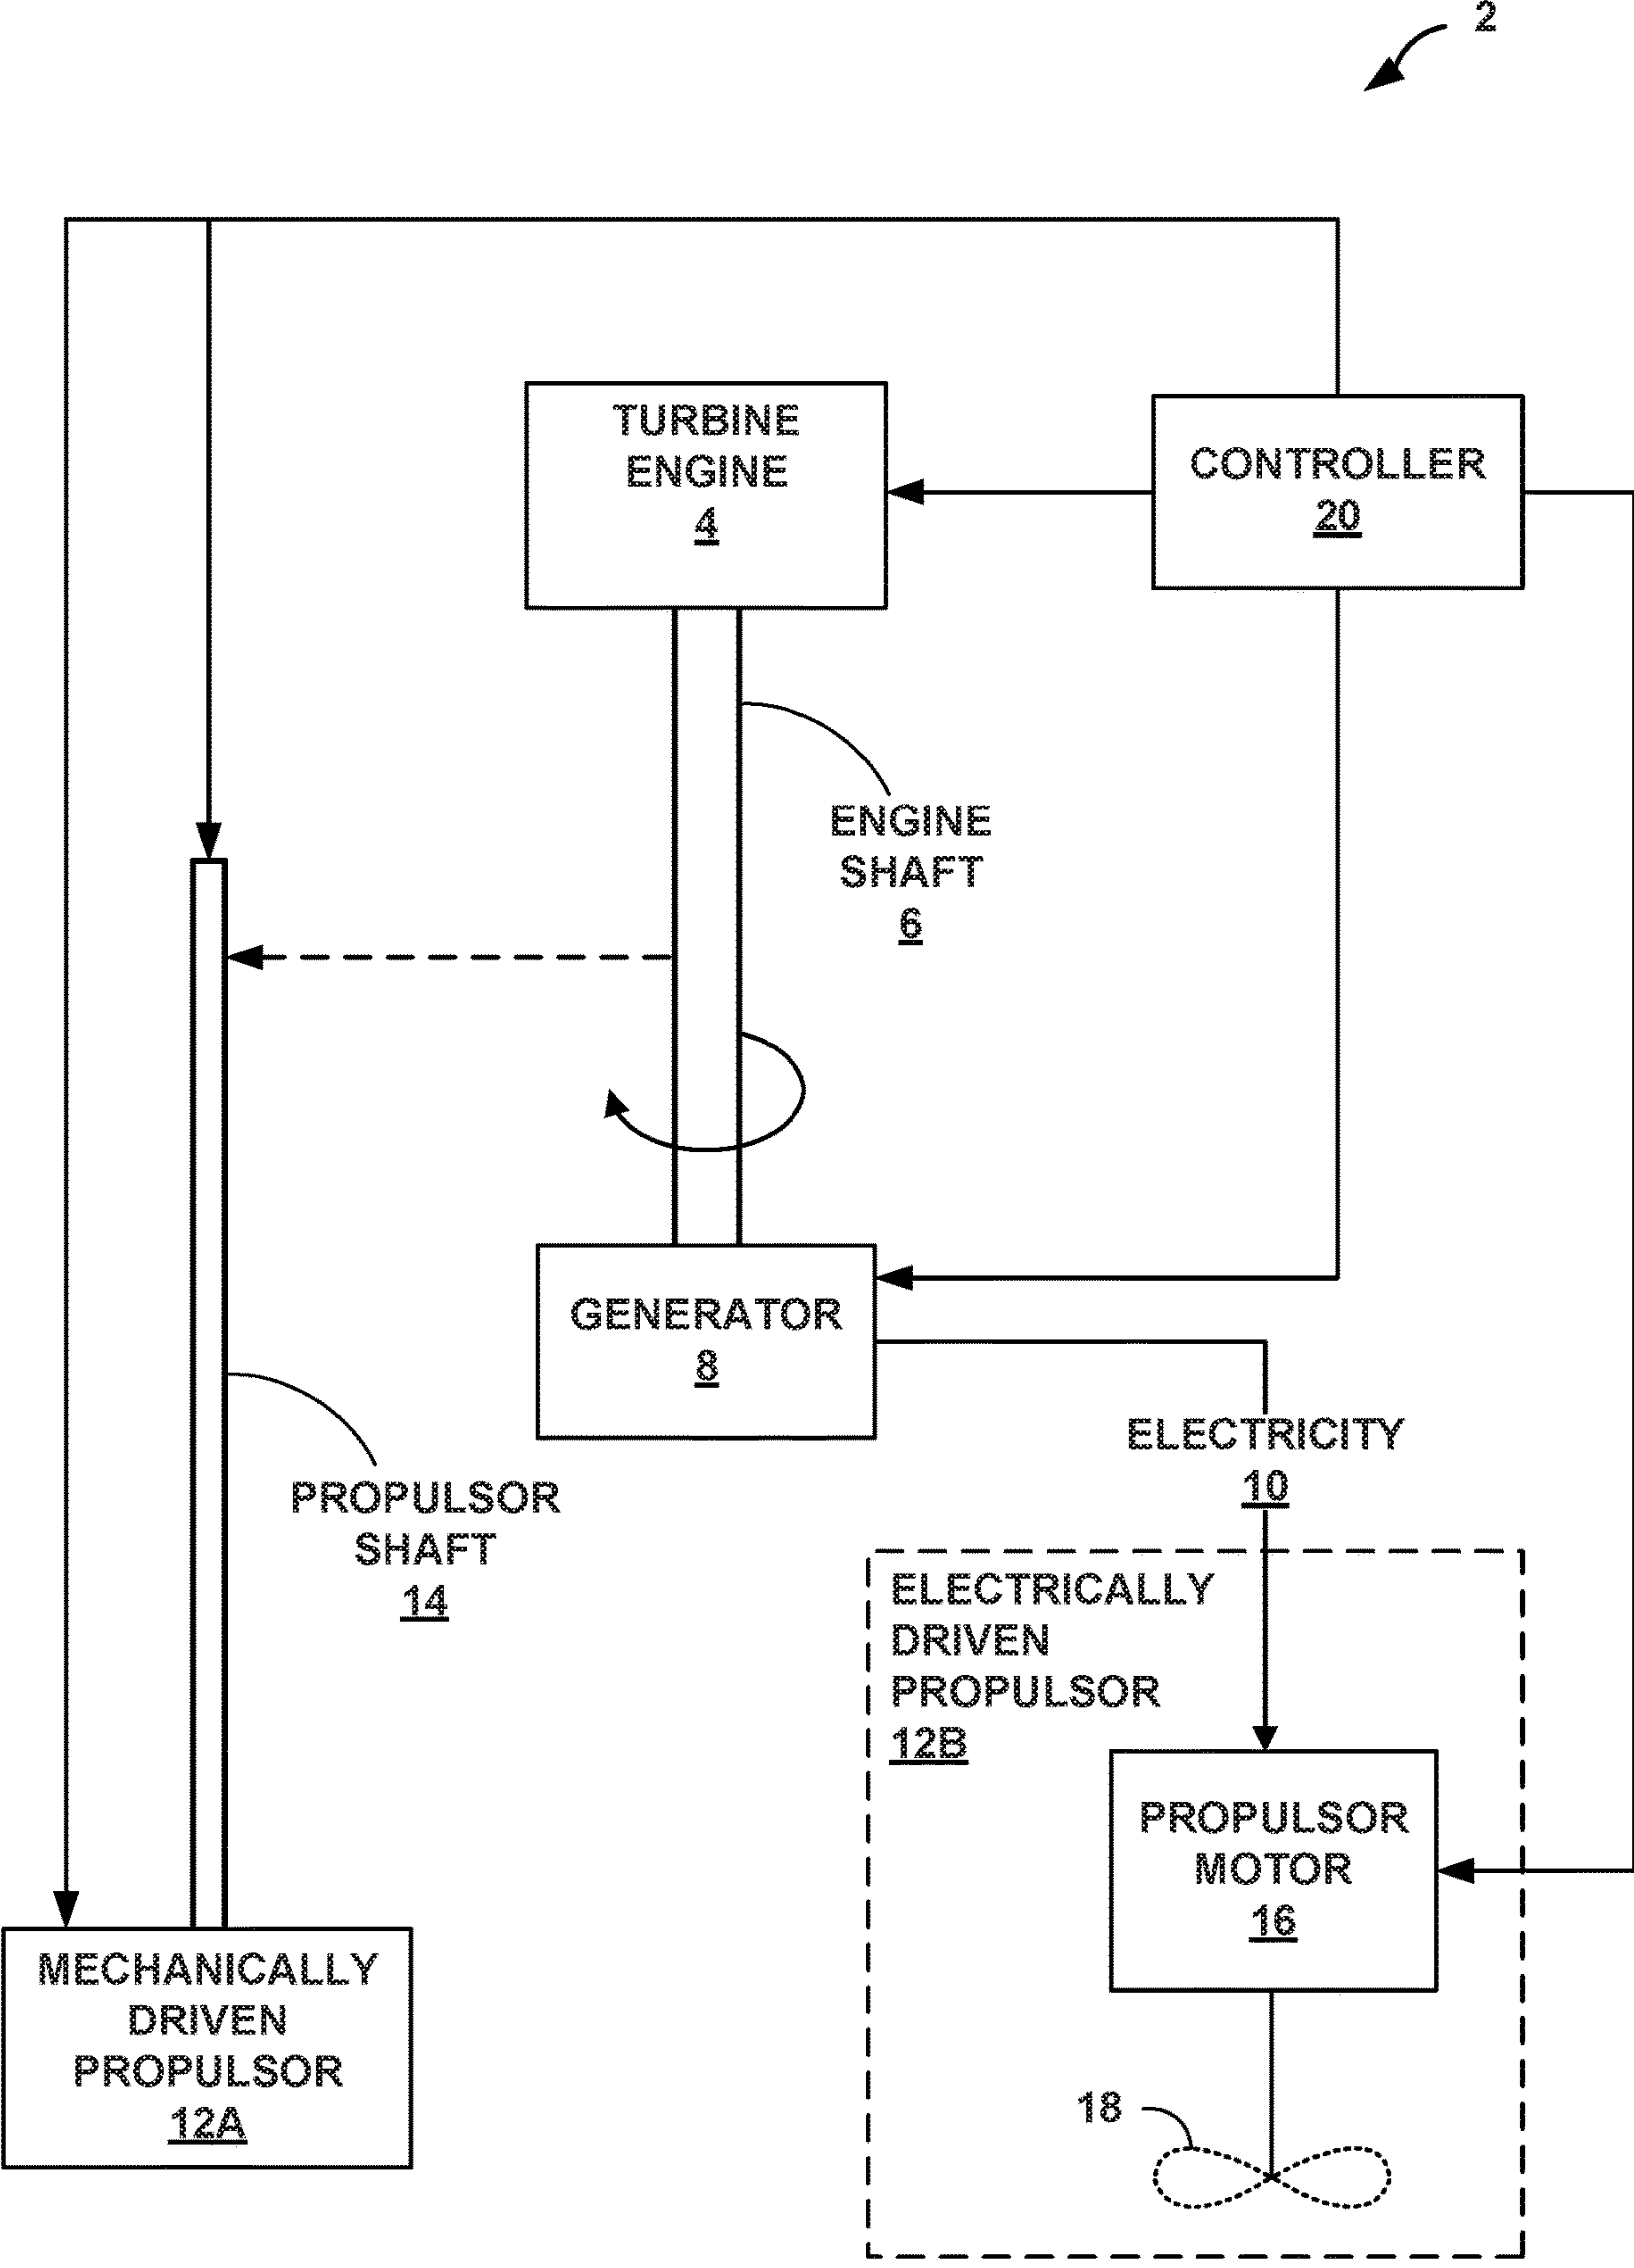 2
TURBINE
ENGINE
4
CONTROLLER
20
ENGINE
SHAFT
6
GENERATOR
8
ELECTRICITY
10
PROPULSOR
SHAFT
14
ELECTRICALLY
DRIVEN
PROPULSOR
12B
PROPULSOR
MOTOR
16
MECHANICALLY
DRIVEN
PROPULSOR
12A
18